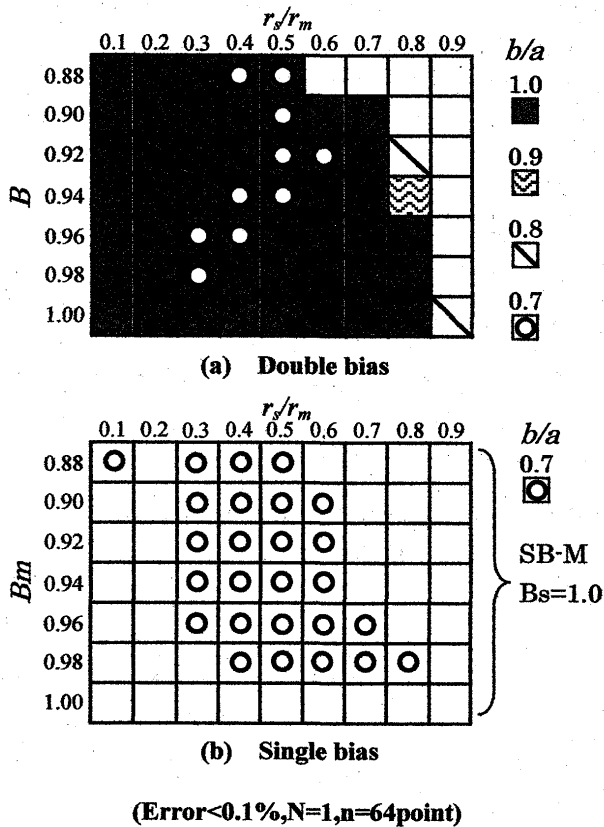 r_s/r_m
0.1 0.2 0.3 0.4 0.5 0.6 0.7 0.8 0.9
b/a
B
0.88
0.90
0.92
0.94
0.96
0.98
1.00
1.0
0.9
0.8
0.7
(a) Double bias
r_s/r_m
0.1 0.2 0.3 0.4 0.5 0.6 0.7 0.8 0.9
b/a
0.7
Bm
0.88
0.90
0.92
0.94
0.96
0.98
1.00
SB-M
Bs=1.0
(b) Single bias
(Error<0.1%,N=1,n=64point)